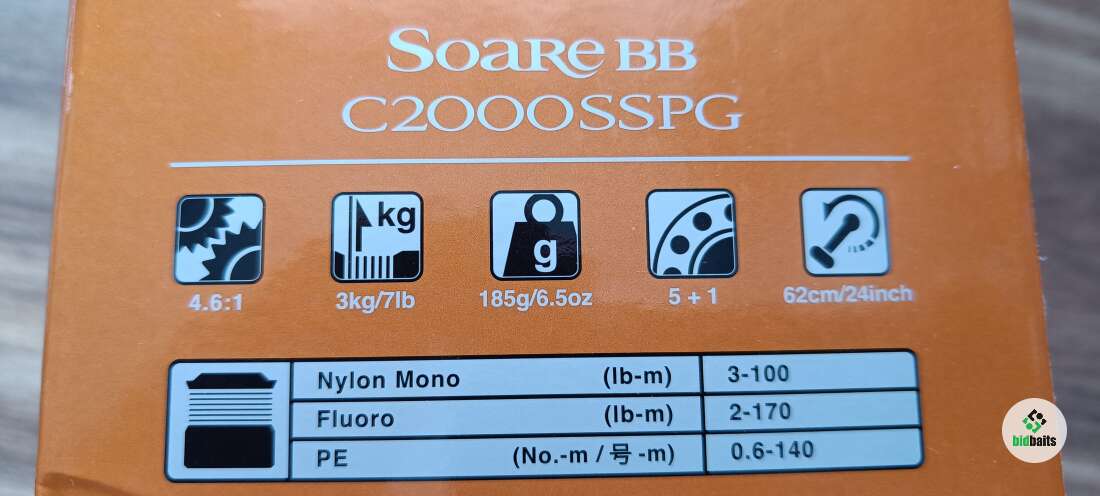 Soare BB
C2000SSPG
kg
g
4.6:1
3kg/7lb
185g/6.5oz
5 + 1
62cm/24inch
Nylon Mono (lb-m) 3-100
Fluoro (lb-m) 2-170
PE (No.-m / 号 -m) 0.6-140
bidbaits